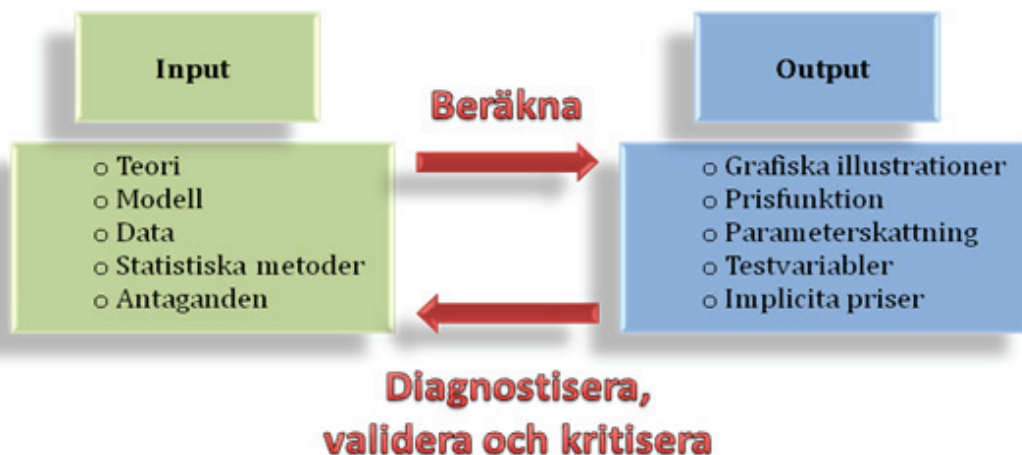 Input
Output
Beräkna
o Teori
o Modell
o Data
o Statistiska metoder
o Antaganden
o Grafiska illustrationer
o Prisfunktion
o Parameterskattning
o Testvariabler
o Implicita priser
Diagnostisera,
validera och kritisera